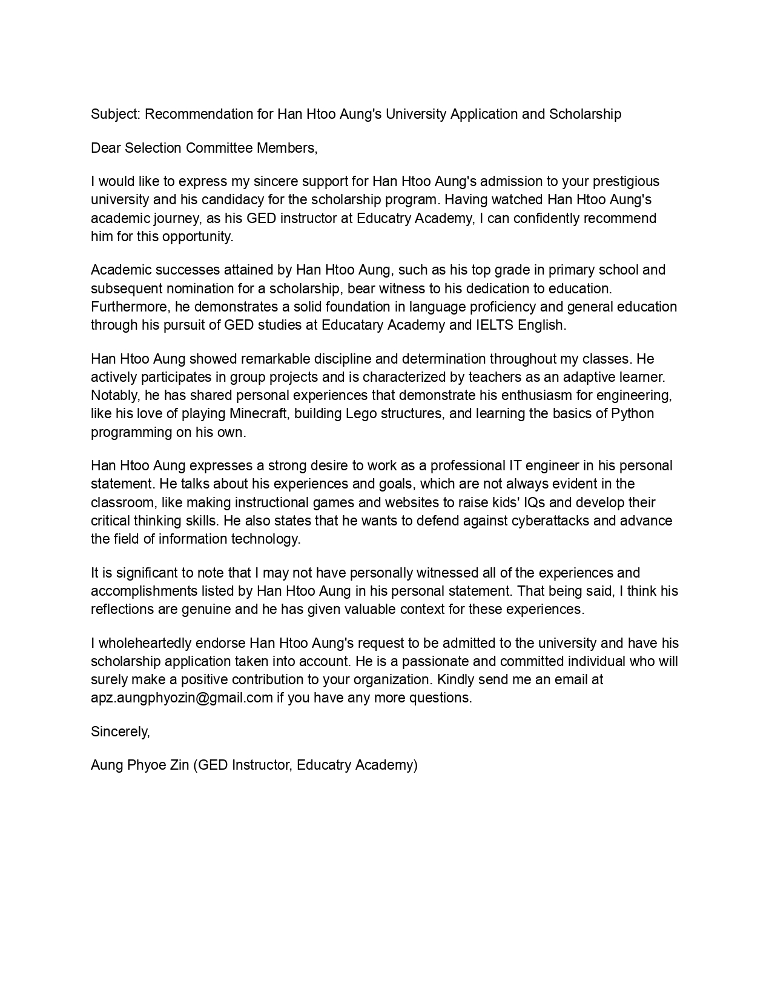 Subject: Recommendation for Han Htoo Aung's University Application and Scholarship
Dear Selection Committee Members,
I would like to express my sincere support for Han Htoo Aung's admission to your prestigious
university and his candidacy for the scholarship program. Having watched Han Htoo Aung's
academic journey, as his GED instructor at Educatry Academy, I can confidently recommend
him for this opportunity.
Academic successes attained by Han Htoo Aung, such as his top grade in primary school and
subsequent nomination for a scholarship, bear witness to his dedication to education.
Furthermore, he demonstrates a solid foundation in language proficiency and general education
through his pursuit of GED studies at Educatary Academy and IELTS English.
Han Htoo Aung showed remarkable discipline and determination throughout my classes. He
actively participates in group projects and is characterized by teachers as an adaptive learner.
Notably, he has shared personal experiences that demonstrate his enthusiasm for engineering,
like his love of playing Minecraft, building Lego structures, and learning the basics of Python
programming on his own.
Han Htoo Aung expresses a strong desire to work as a professional IT engineer in his personal
statement. He talks about his experiences and goals, which are not always evident in the
classroom, like making instructional games and websites to raise kids' IQs and develop their
critical thinking skills. He also states that he wants to defend against cyberattacks and advance
the field of information technology.
It is significant to note that I may not have personally witnessed all of the experiences and
accomplishments listed by Han Htoo Aung in his personal statement. That being said, I think his
reflections are genuine and he has given valuable context for these experiences.
I wholeheartedly endorse Han Htoo Aung's request to be admitted to the university and have his
scholarship application taken into account. He is a passionate and committed individual who will
surely make a positive contribution to your organization. Kindly send me an email at
apz.aungphyozin@gmail.com if you have any more questions.
Sincerely,
Aung Phyoe Zin (GED Instructor, Educatry Academy)